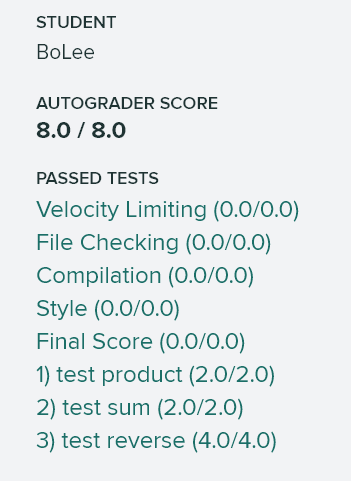 STUDENT
BoLee
AUTOGRADER SCORE
8.0 / 8.0
PASSED TESTS
Velocity Limiting (0.0/0.0)
File Checking (0.0/0.0)
Compilation (0.0/0.0)
Style (0.0/0.0)
Final Score (0.0/0.0)
1) test product (2.0/2.0)
2) test sum (2.0/2.0)
3) test reverse (4.0/4.0)